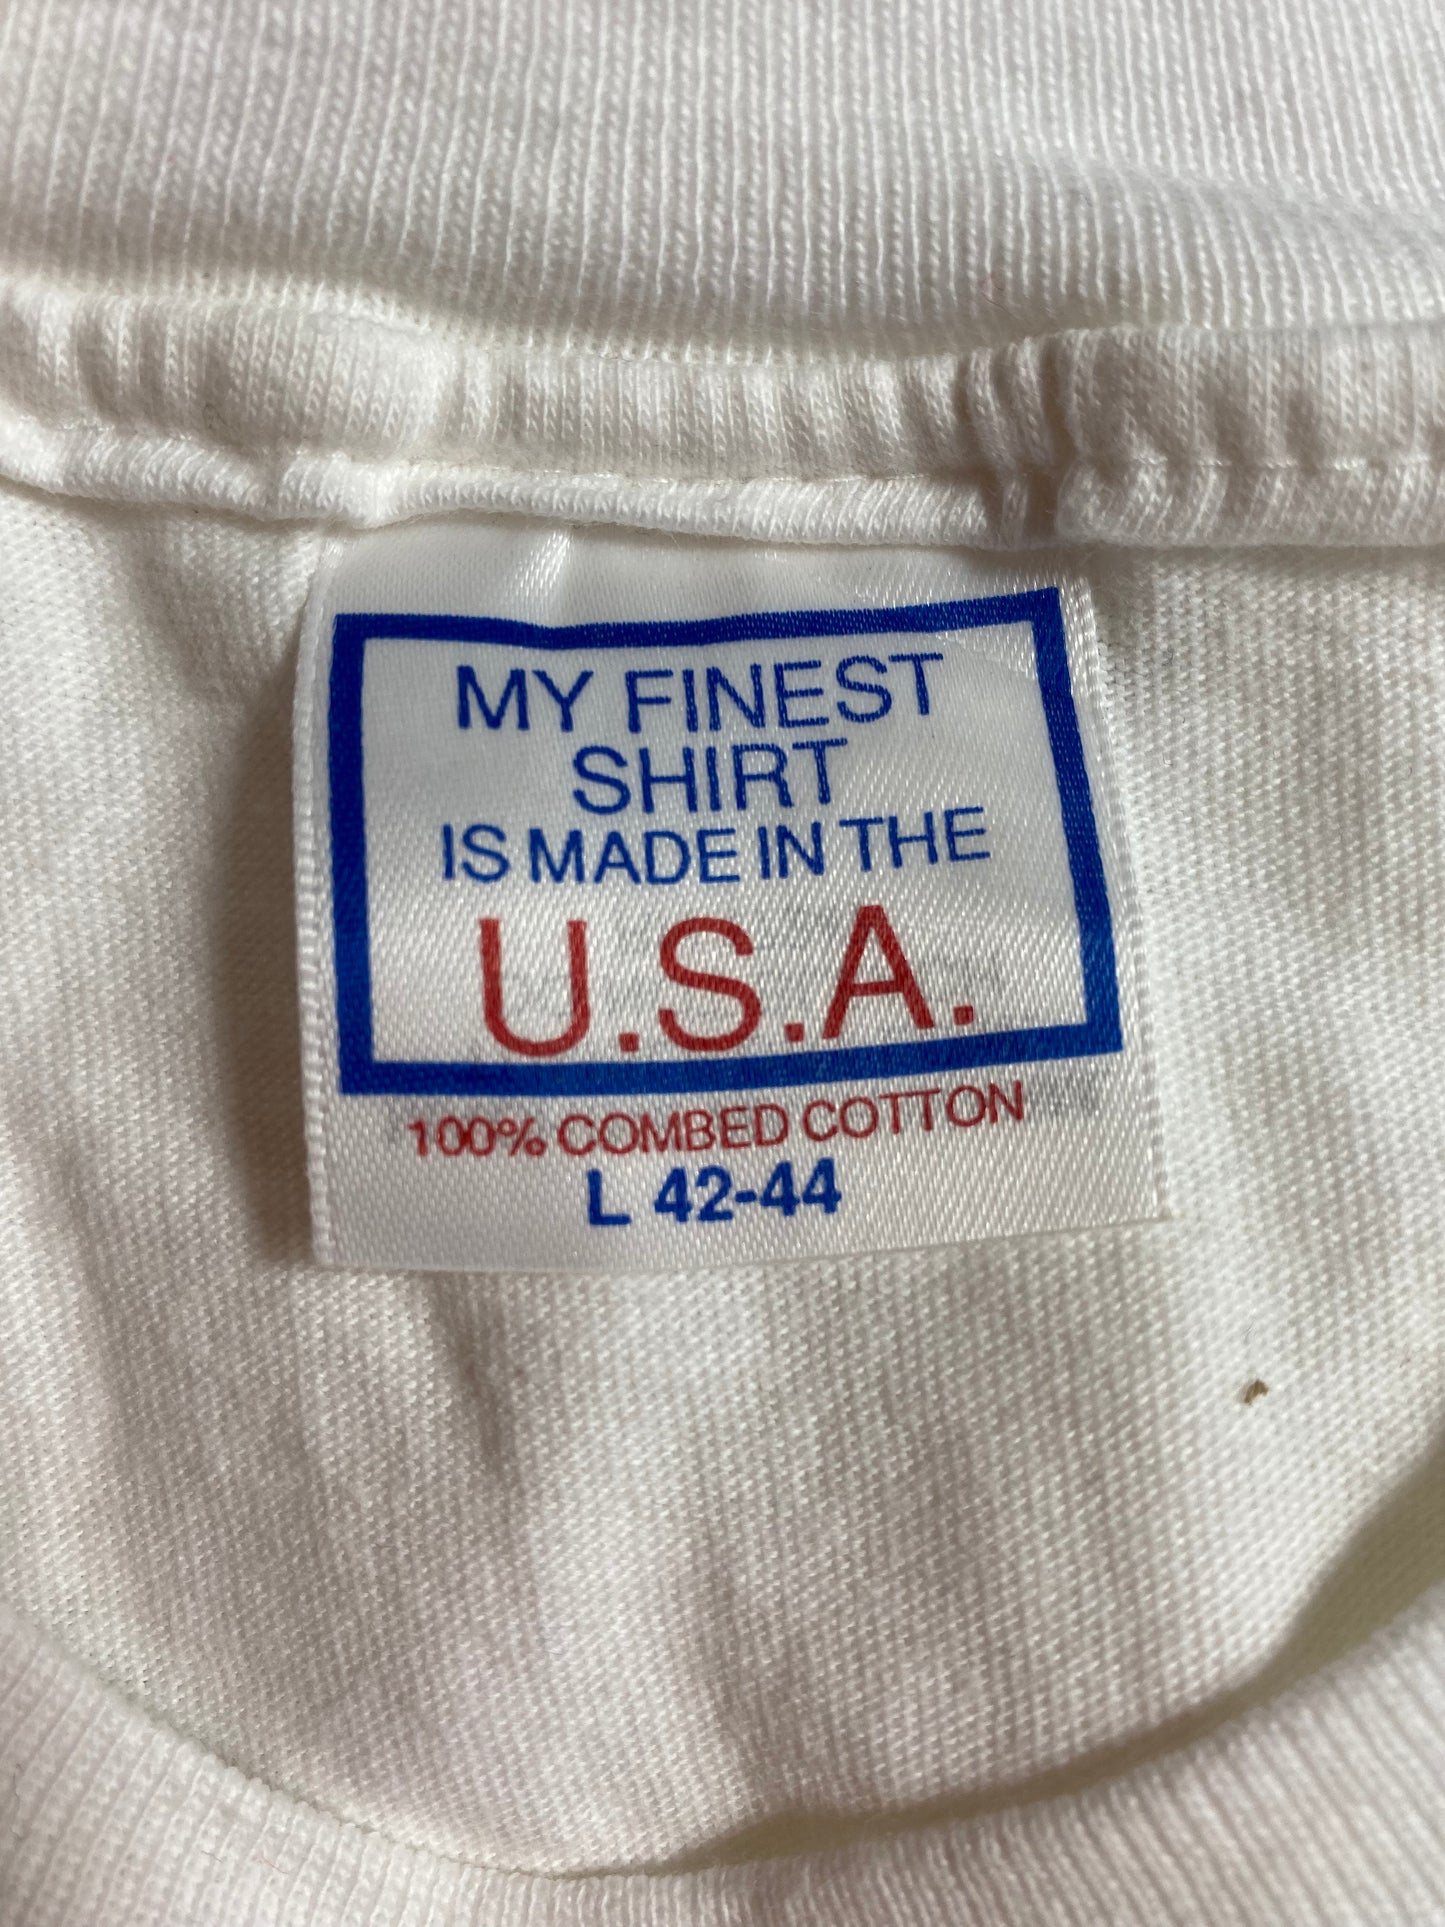 MY FINEST
SHIRT
IS MADE IN THE
U.S.A.
100% COMBED COTTON
L 42-44